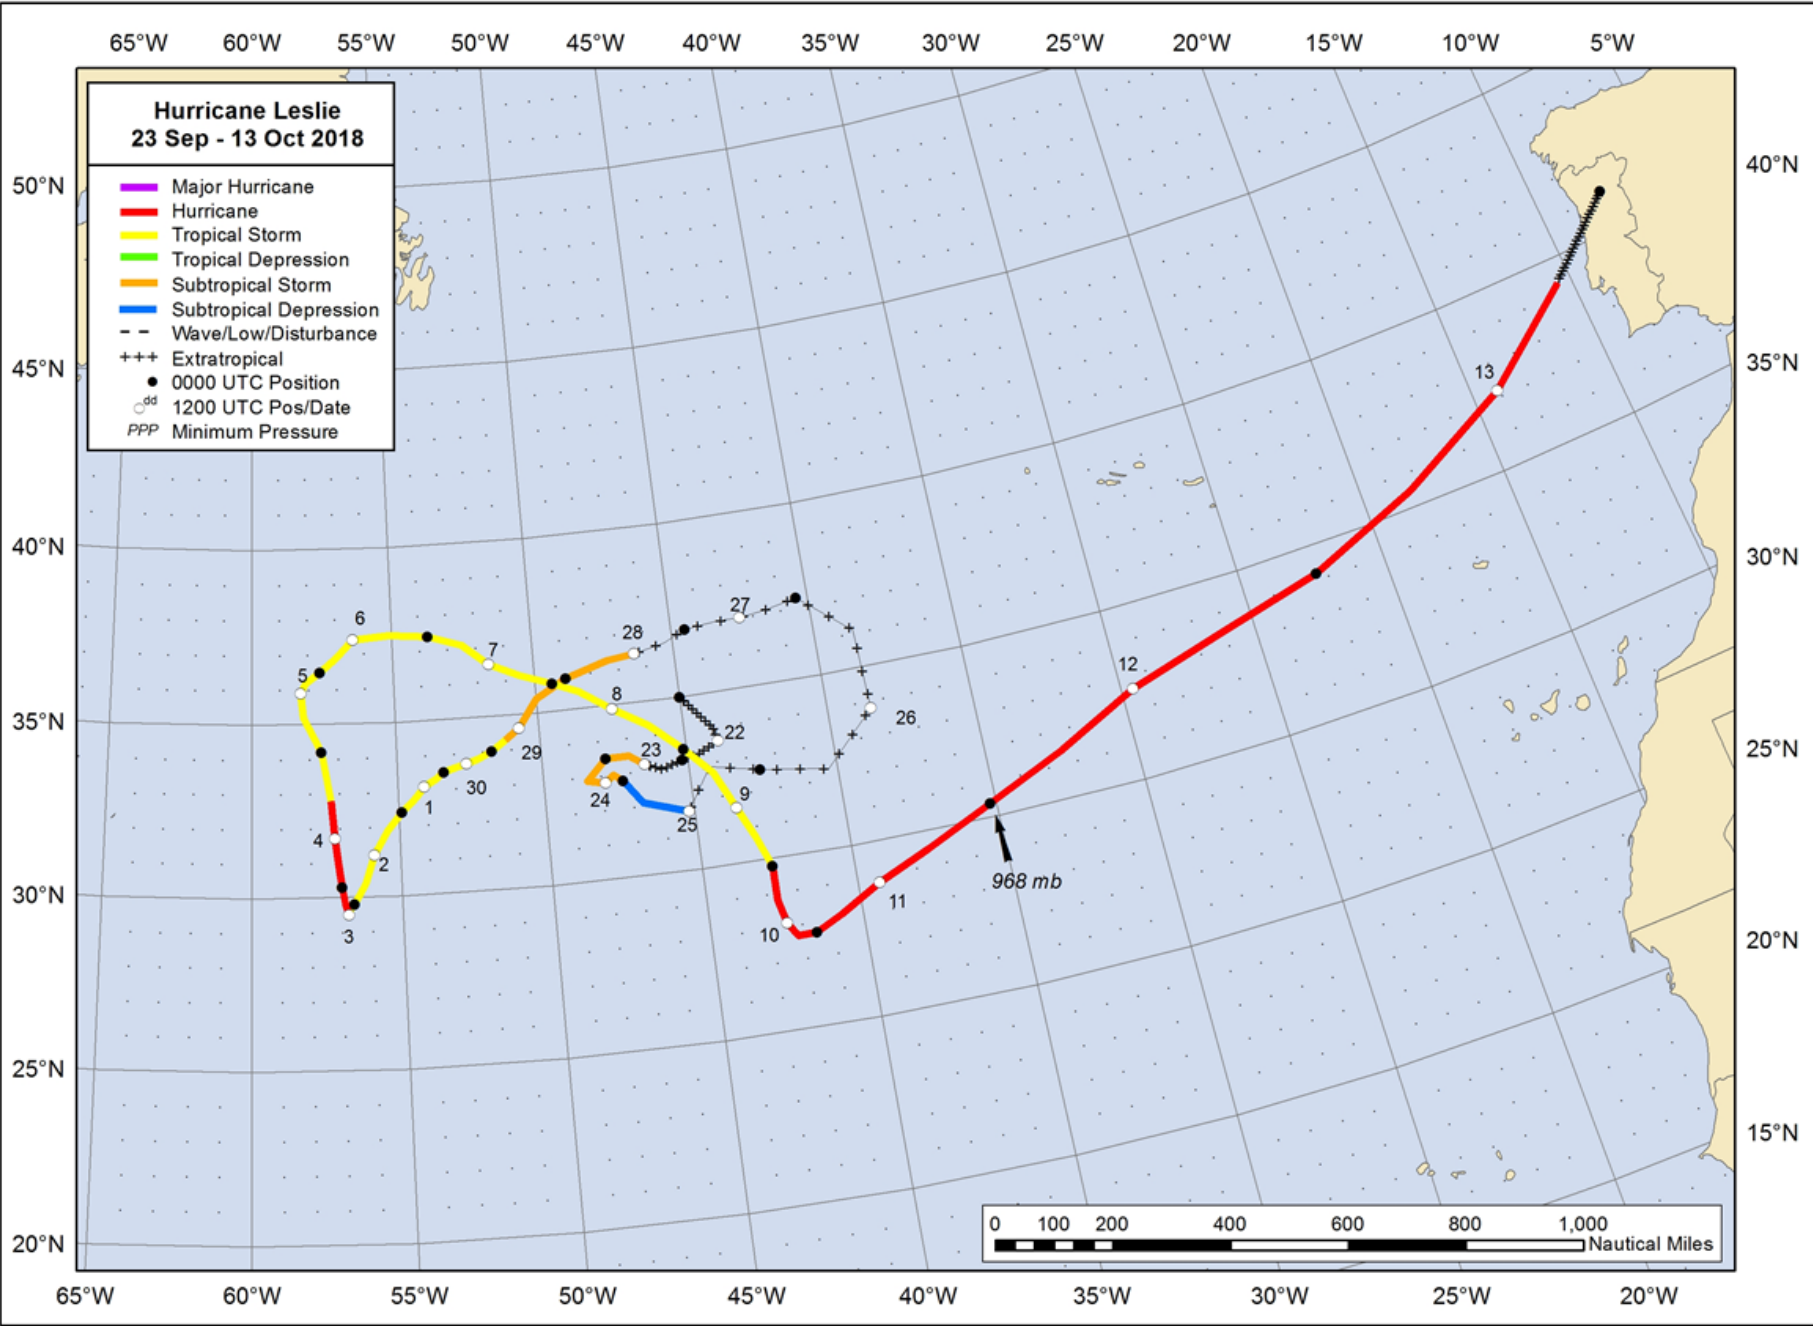 65°W 60°W 55°W 50°W 45°W 40°W 35°W 30°W 25°W 20°W 15°W 10°W 5°W
Hurricane Leslie
23 Sep - 13 Oct 2018
Major Hurricane
Hurricane
Tropical Storm
Tropical Depression
Subtropical Storm
Subtropical Depression
Wave/Low/Disturbance
+++ Extratropical
0000 UTC Position
dd 1200 UTC Pos/Date
PPP Minimum Pressure
50°N
45°N
40°N
35°N
30°N
25°N
20°N
40°N
35°N
30°N
25°N
20°N
15°N
13
27
6
28
7
12
5
8
26
22
23
29
30
24
9
1
25
4
2
968 mb
11
10
3
0 100 200 400 600 800 1,000
Nautical Miles
65°W 60°W 55°W 50°W 45°W 40°W 35°W 30°W 25°W 20°W